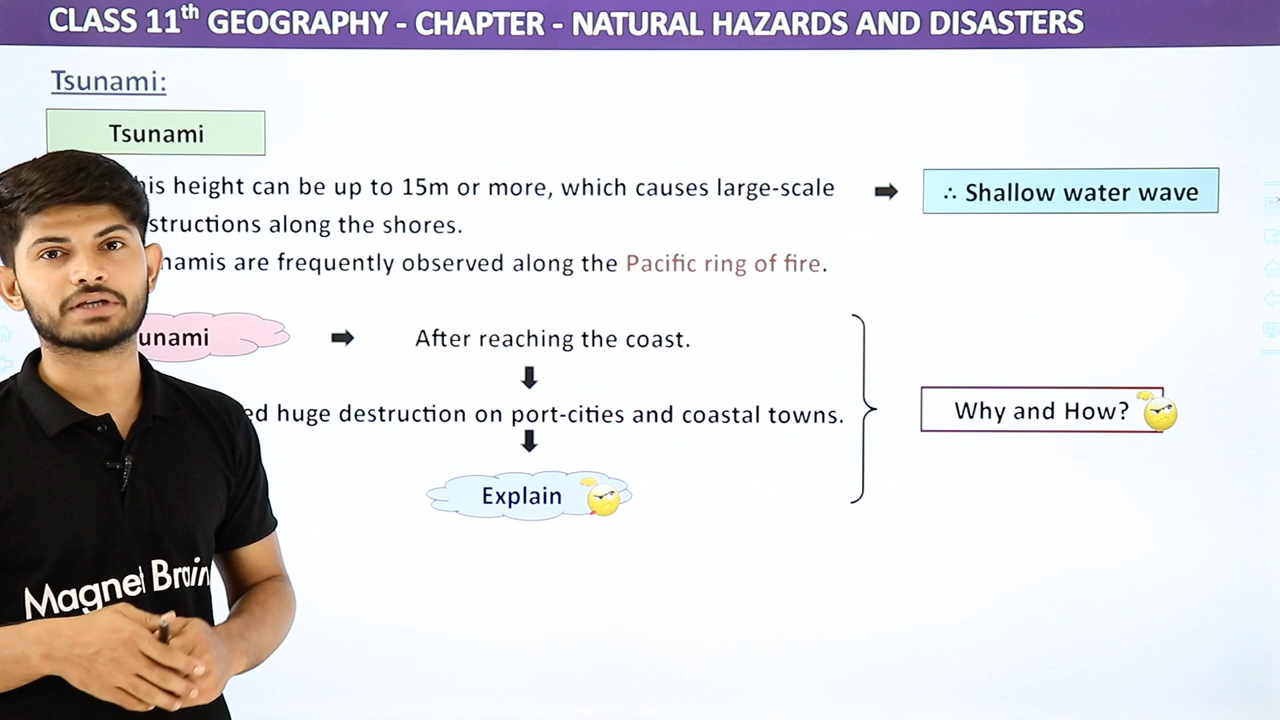 CLASS 11th GEOGRAPHY - CHAPTER - NATURAL HAZARDS AND DISASTERS
Tsunami:
Tsunami
his height can be up to 15m or more, which causes large-scale
structions along the shores.
∴ Shallow water wave
namis are frequently observed along the Pacific ring of fire.
unami
After reaching the coast.
ed huge destruction on port-cities and coastal towns.
Why and How?
Explain
Magnet Brain